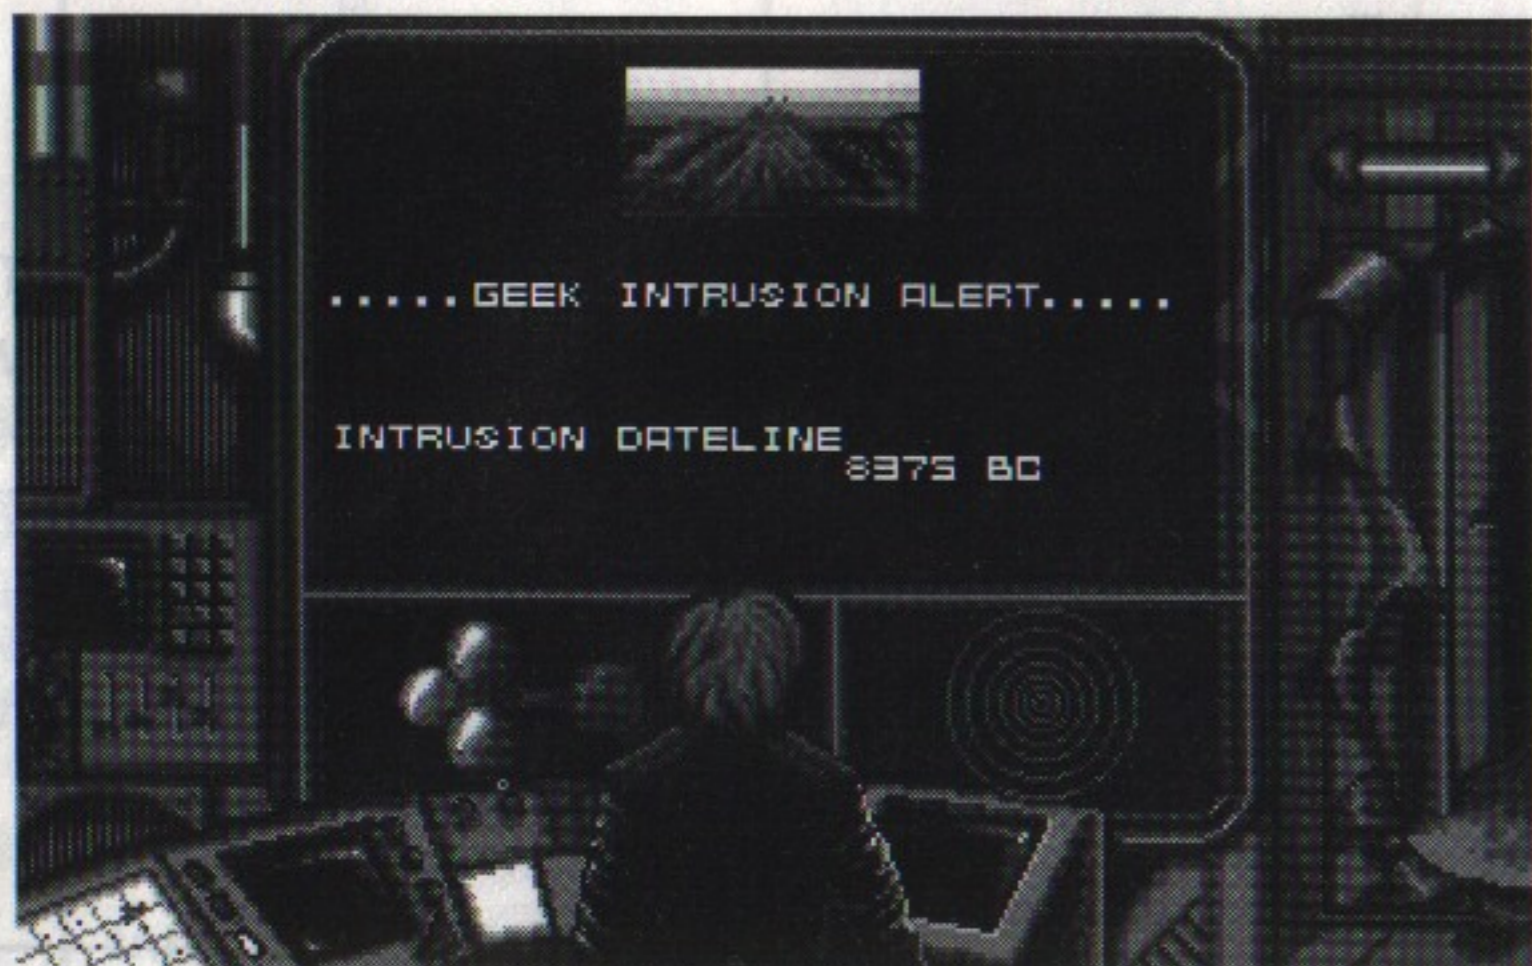 .....GEEK INTRUSION ALERT.....
INTRUSION DATELINE
8375 BC